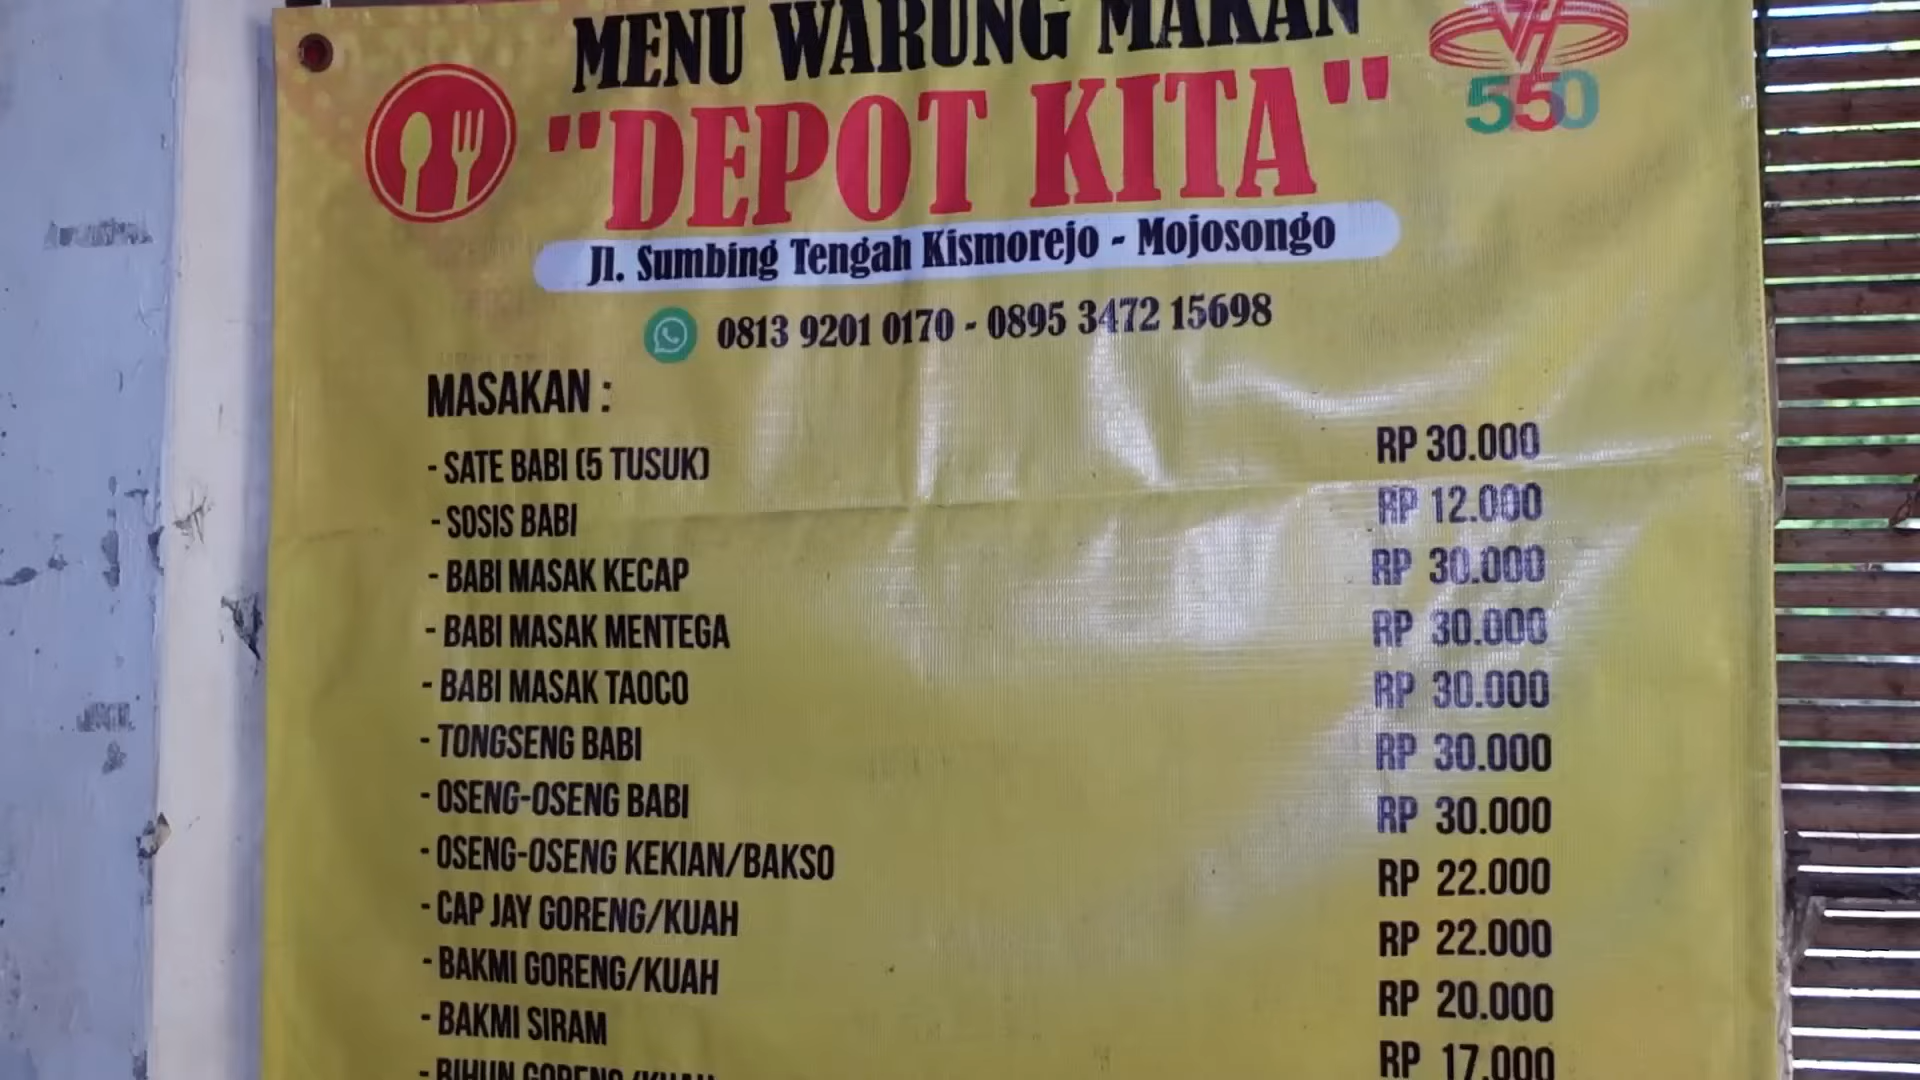 MENU WARUNG MAKAN
"DEPOT KITA"
550
Jl. Sumbing Tengah Kismorejo - Mojosongo
0813 9201 0170 - 0895 3472 15698
MASAKAN :
- SATE BABI (5 TUSUK) RP 30.000
- SOSIS BABI RP 12.000
- BABI MASAK KECAP RP 30.000
- BABI MASAK MENTEGA RP 30.000
- BABI MASAK TAOCO RP 30.000
- TONGSENG BABI RP 30.000
- OSENG-OSENG BABI RP 30.000
- OSENG-OSENG KEKIAN/BAKSO RP 22.000
- CAP JAY GORENG/KUAH RP 22.000
- BAKMI GORENG/KUAH RP 20.000
- BAKMI SIRAM RP 17.000
- BIHUN GORENG/KUAH